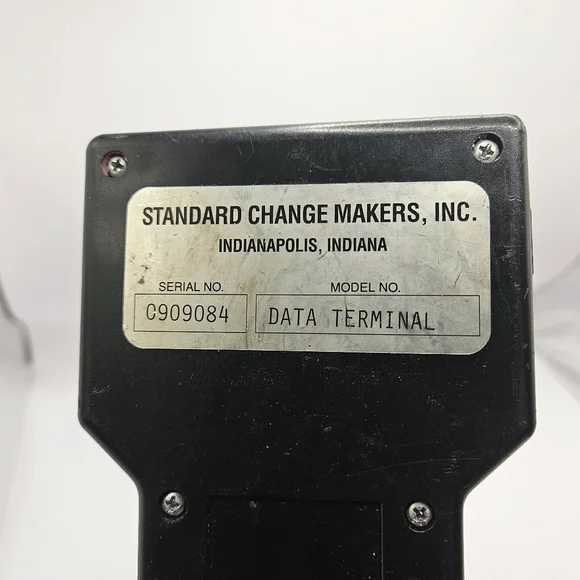 STANDARD CHANGE MAKERS, INC.
INDIANAPOLIS, INDIANA
SERIAL NO. MODEL NO.
C909084 DATA TERMINAL